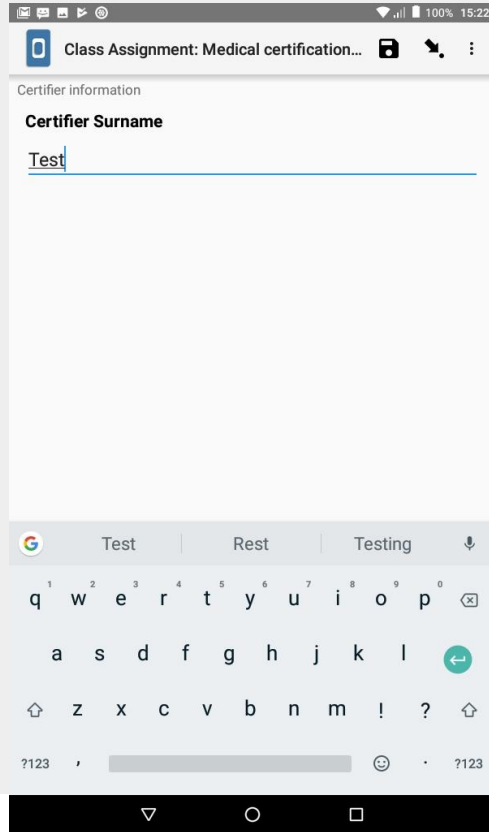 100% 15:22
Class Assignment: Medical certification...
Certifier information
Certifier Surname
Test
Test Rest Testing
1 2 3 4 5 6 7 8 9 0
q w e r t y u i o p
a s d f g h j k l
z x c v b n m ! ?
?123 , . ?123